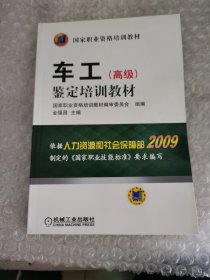 国家职业资格培训教材
车工（高级）
鉴定培训教材
国家职业资格培训教材编审委员会 组编
金福昌 主编
依据人力资源和社会保障部2009
制定的《国家职业技能标准》要求编写
机械工业出版社
CHINA MACHINE PRESS